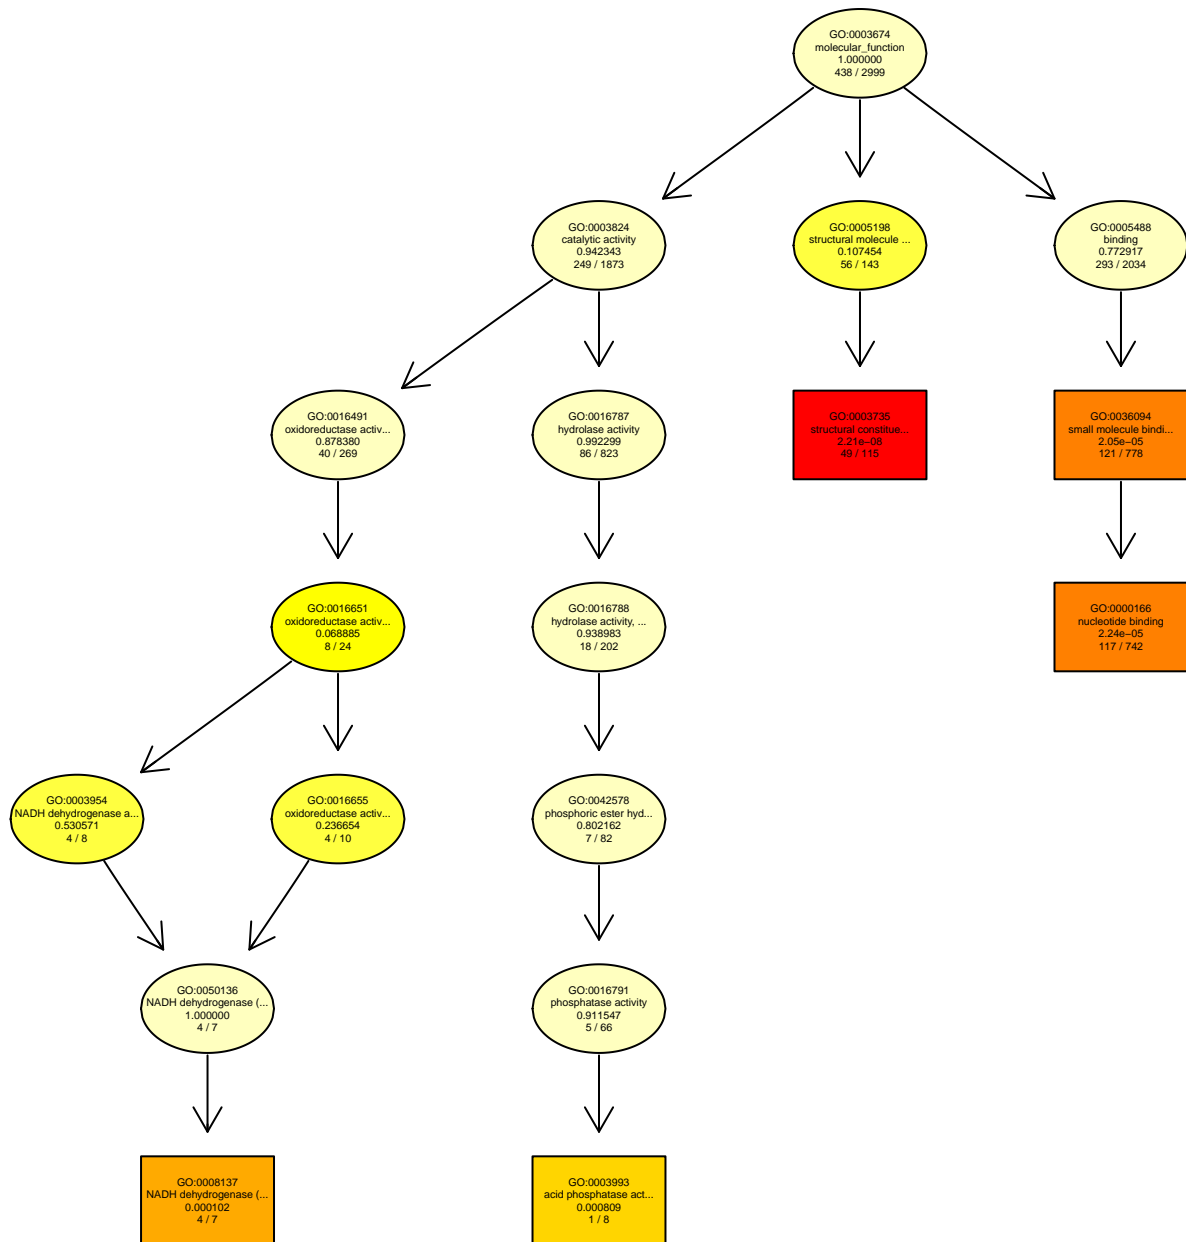 GO:0003674
molecular_function
1.000000
438 / 2999
GO:0003824
catalytic activity
0.942343
249 / 1873
GO:0005198
structural molecule ...
0.107454
56 / 143
GO:0005488
binding
0.772917
293 / 2034
GO:0016491
oxidoreductase activ...
0.878380
40 / 269
GO:0016787
hydrolase activity
0.992299
86 / 823
GO:0003735
structural constitue...
2.21e−08
49 / 115
GO:0036094
small molecule bindi...
2.05e−05
121 / 778
GO:0016651
oxidoreductase activ...
0.068885
8 / 24
GO:0016788
hydrolase activity, ...
0.938983
18 / 202
GO:0000166
nucleotide binding
2.24e−05
117 / 742
GO:0003954
NADH dehydrogenase a...
0.530571
4 / 8
GO:0016655
oxidoreductase activ...
0.236654
4 / 10
GO:0042578
phosphoric ester hyd...
0.802162
7 / 82
GO:0050136
NADH dehydrogenase (...
1.000000
4 / 7
GO:0016791
phosphatase activity
0.911547
5 / 66
GO:0008137
NADH dehydrogenase (...
0.000102
4 / 7
GO:0003993
acid phosphatase act...
0.000809
1 / 8